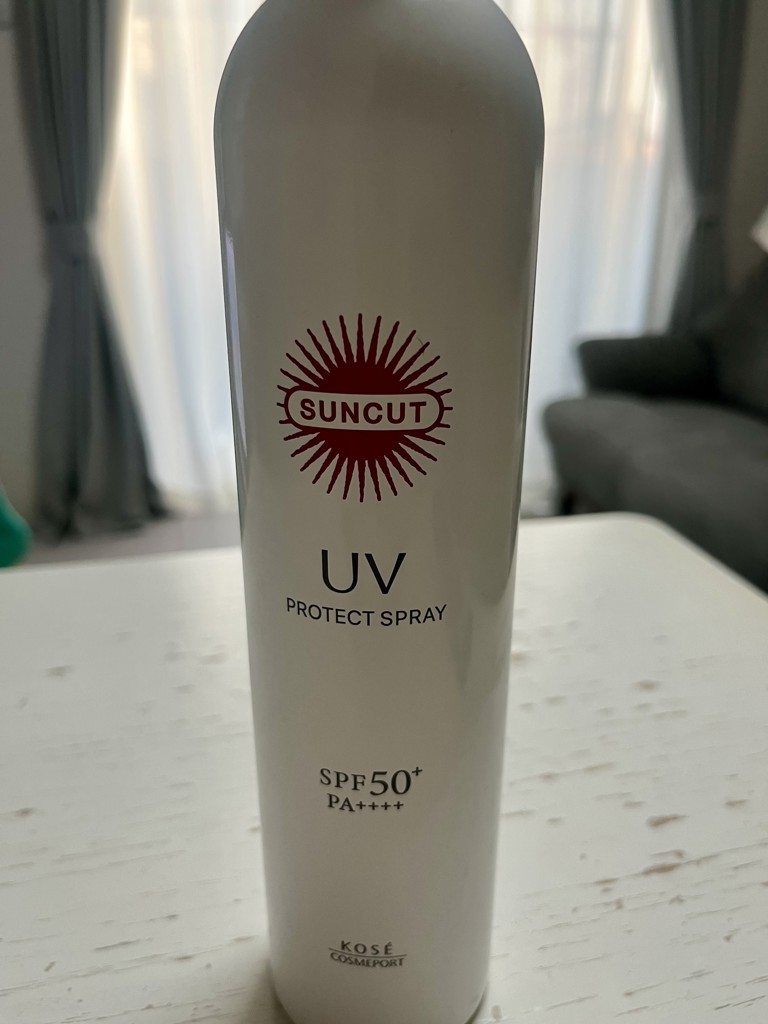 SUNCUT
UV
PROTECT SPRAY
SPF50+
PA++++
KOSÉ
COSMEPORT